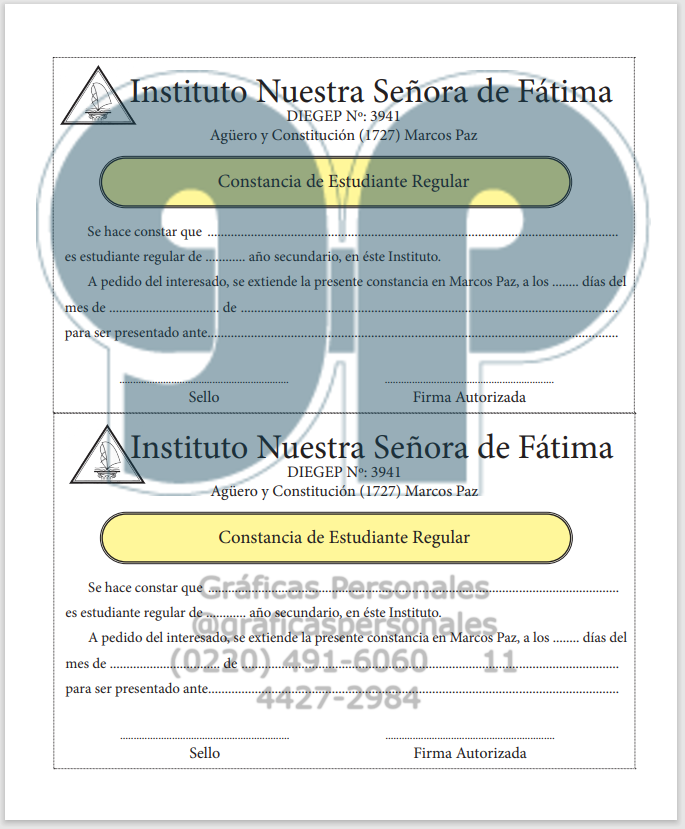 Instituto Nuestra Señora de Fátima
DIEGEP Nº: 3941
Agüero y Constitución (1727) Marcos Paz
Constancia de Estudiante Regular
Se hace constar que ..........................................................................................
es estudiante regular de ............ año secundario, en éste Instituto.
A pedido del interesado, se extiende la presente constancia en Marcos Paz, a los ........ días del
mes de ................................. de ..........................................................................................
para ser presentado ante..........................................................................................
Sello Firma Autorizada
Instituto Nuestra Señora de Fátima
DIEGEP Nº: 3941
Agüero y Constitución (1727) Marcos Paz
Constancia de Estudiante Regular
Se hace constar que ..........................................................................................
Gráficas Personales
es estudiante regular de ............ año secundario, en éste Instituto.
@graficaspersonales
A pedido del interesado, se extiende la presente constancia en Marcos Paz, a los ........ días del
mes de ................................. de ..........................................................................................
(0220) 491-6060 11
para ser presentado ante..........................................................................................
4427-2984
Sello Firma Autorizada
gp